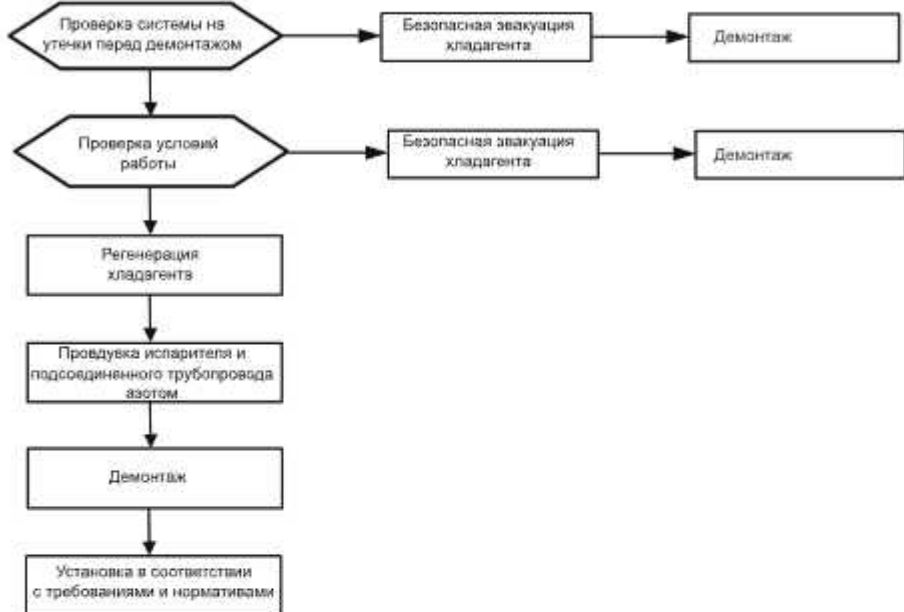 Проверка системы на
утечки перед демонтажом
Безопасная эвакуация
хладагента
Демонтаж
Проверка условий
работы
Безопасная эвакуация
хладагента
Демонтаж
Регенерация
хладагента
Провдувка испарителя и
подсоединенного трубопровода
азотом
Демонтаж
Установка в соответствии
с требованиями и нормативами